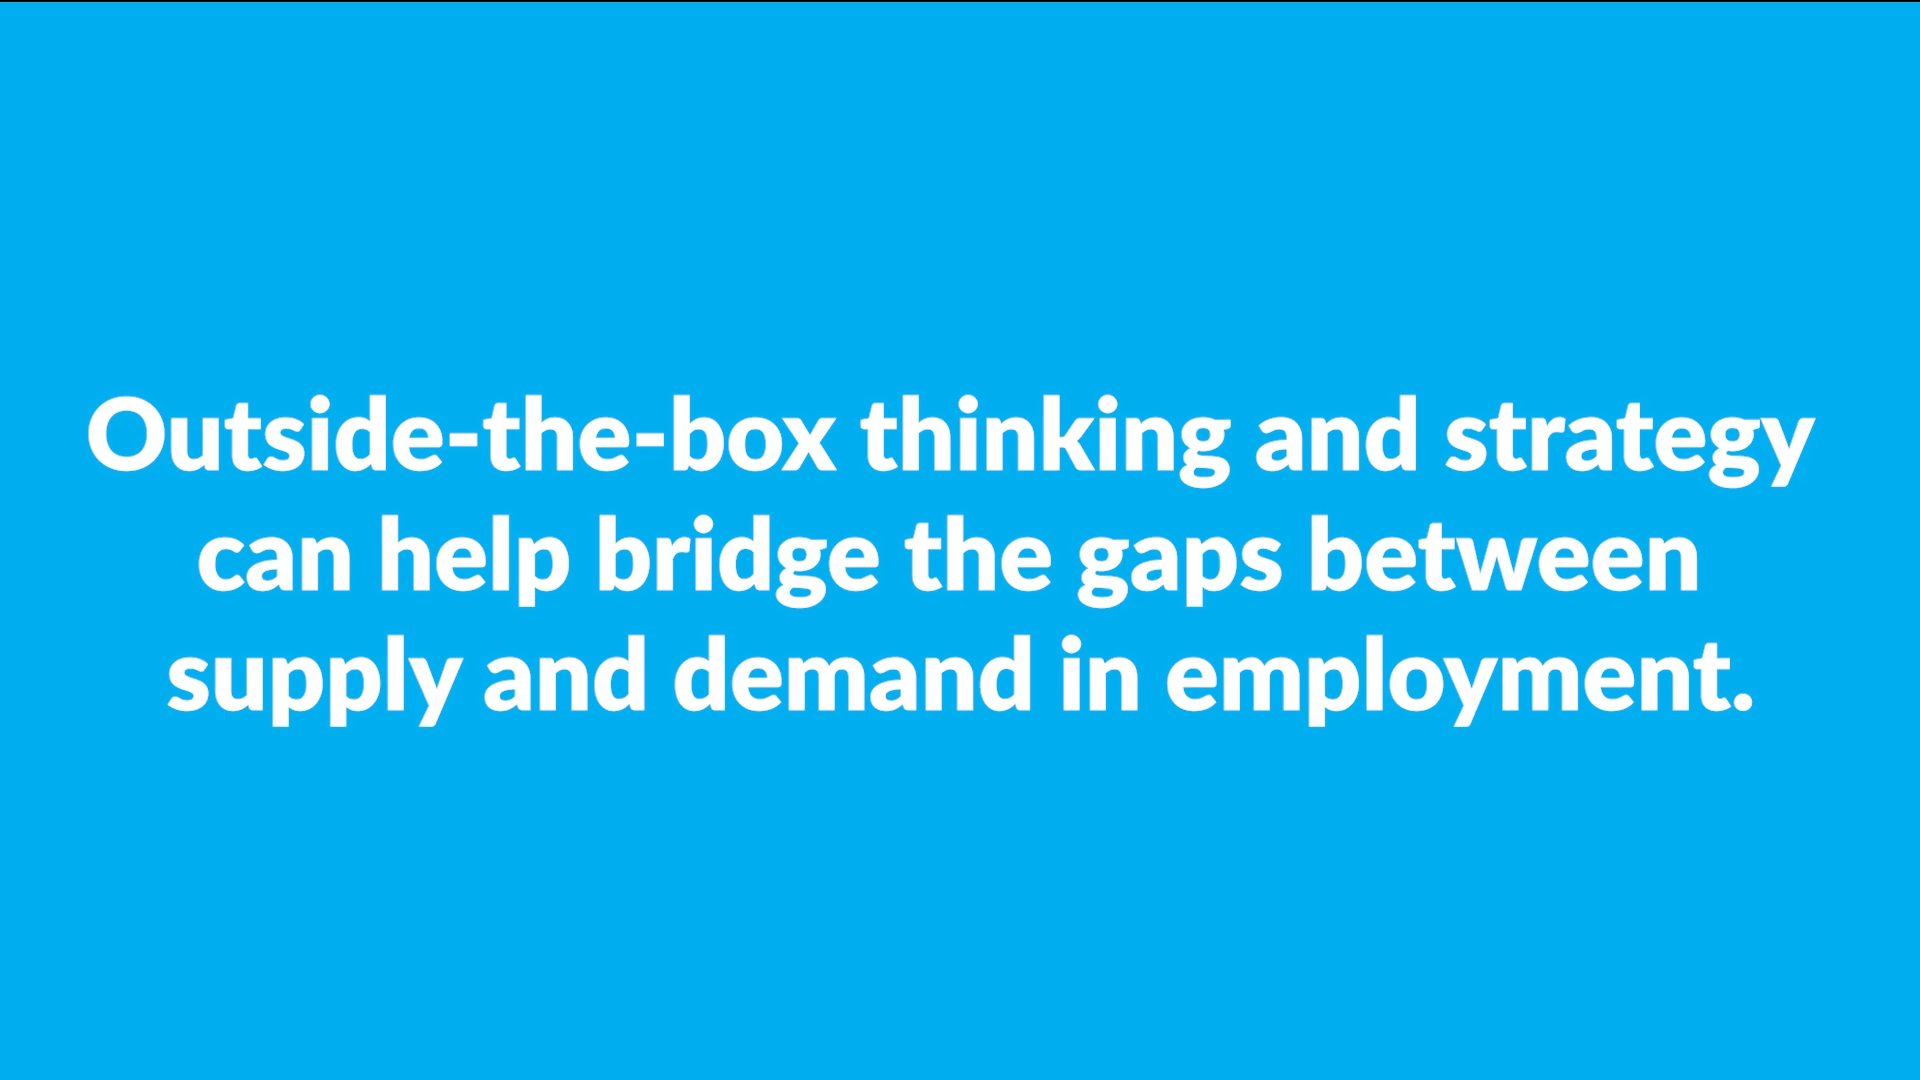 Outside-the-box thinking and strategy
can help bridge the gaps between
supply and demand in employment.